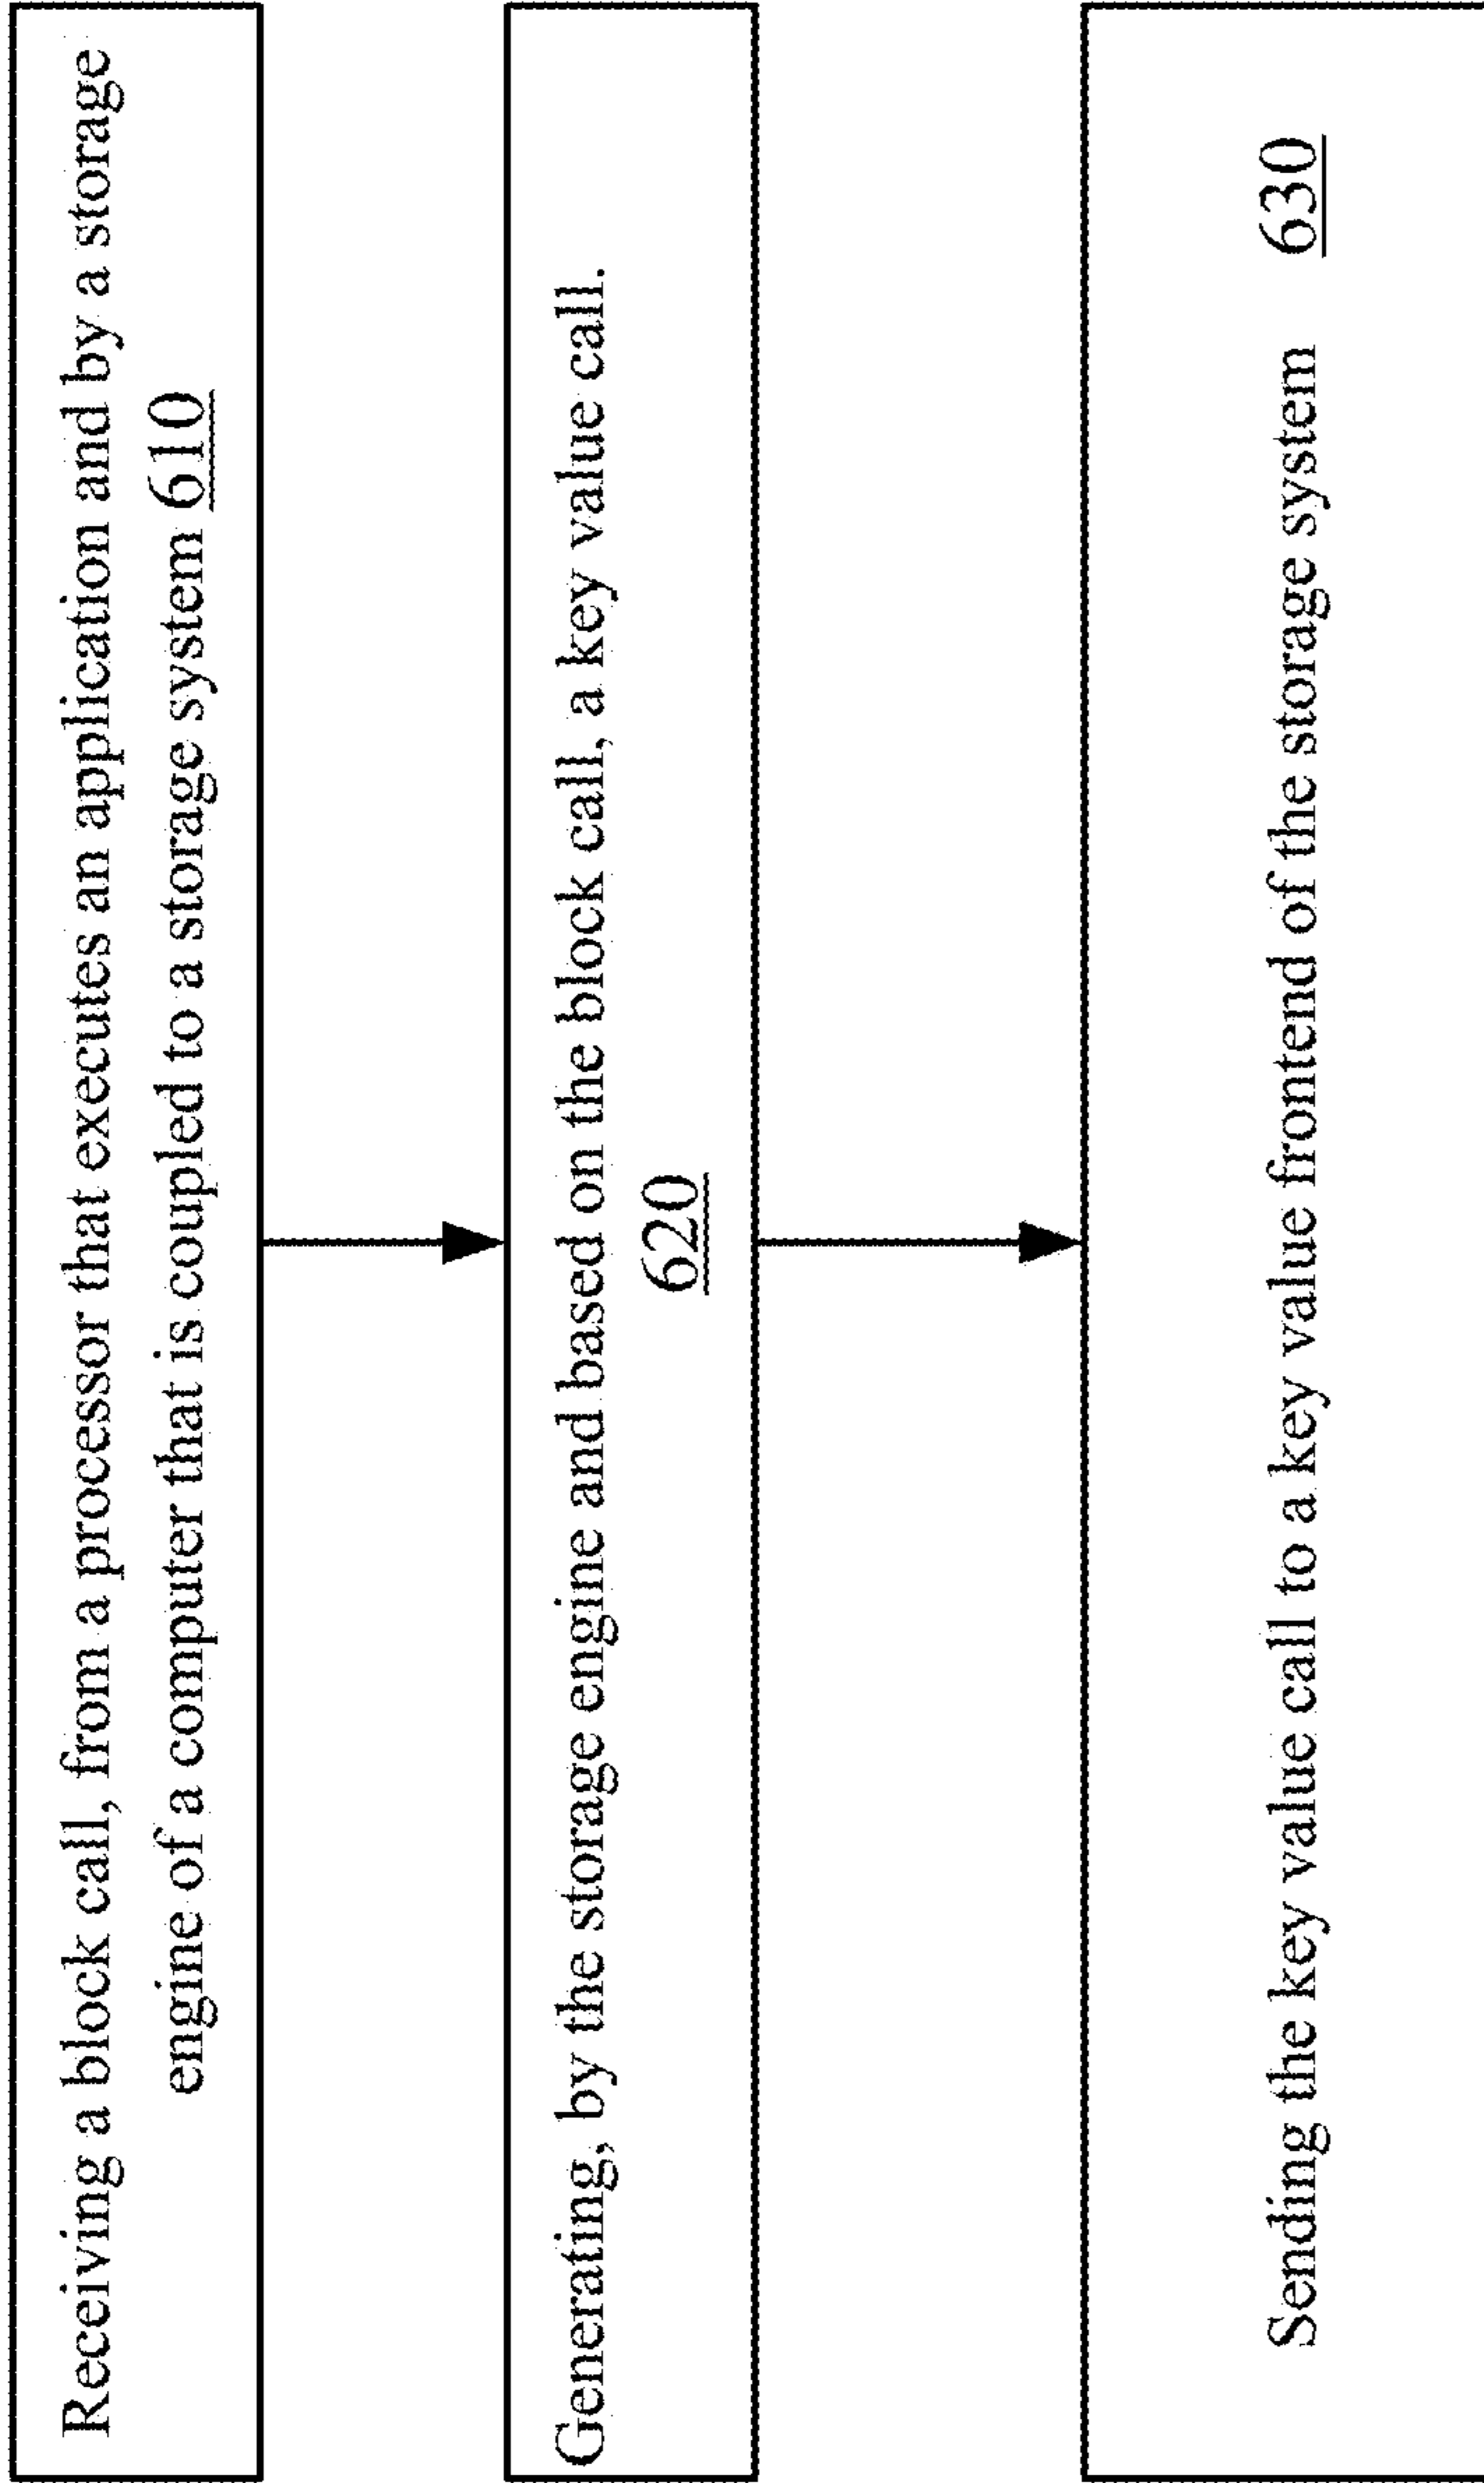 Receiving a block call, from a processor that executes an application and by a storage
engine of a computer that is coupled to a storage system 610
Generating, by the storage engine and based on the block call, a key value call.
620
Sending the key value call to a key value frontend of the storage system 630